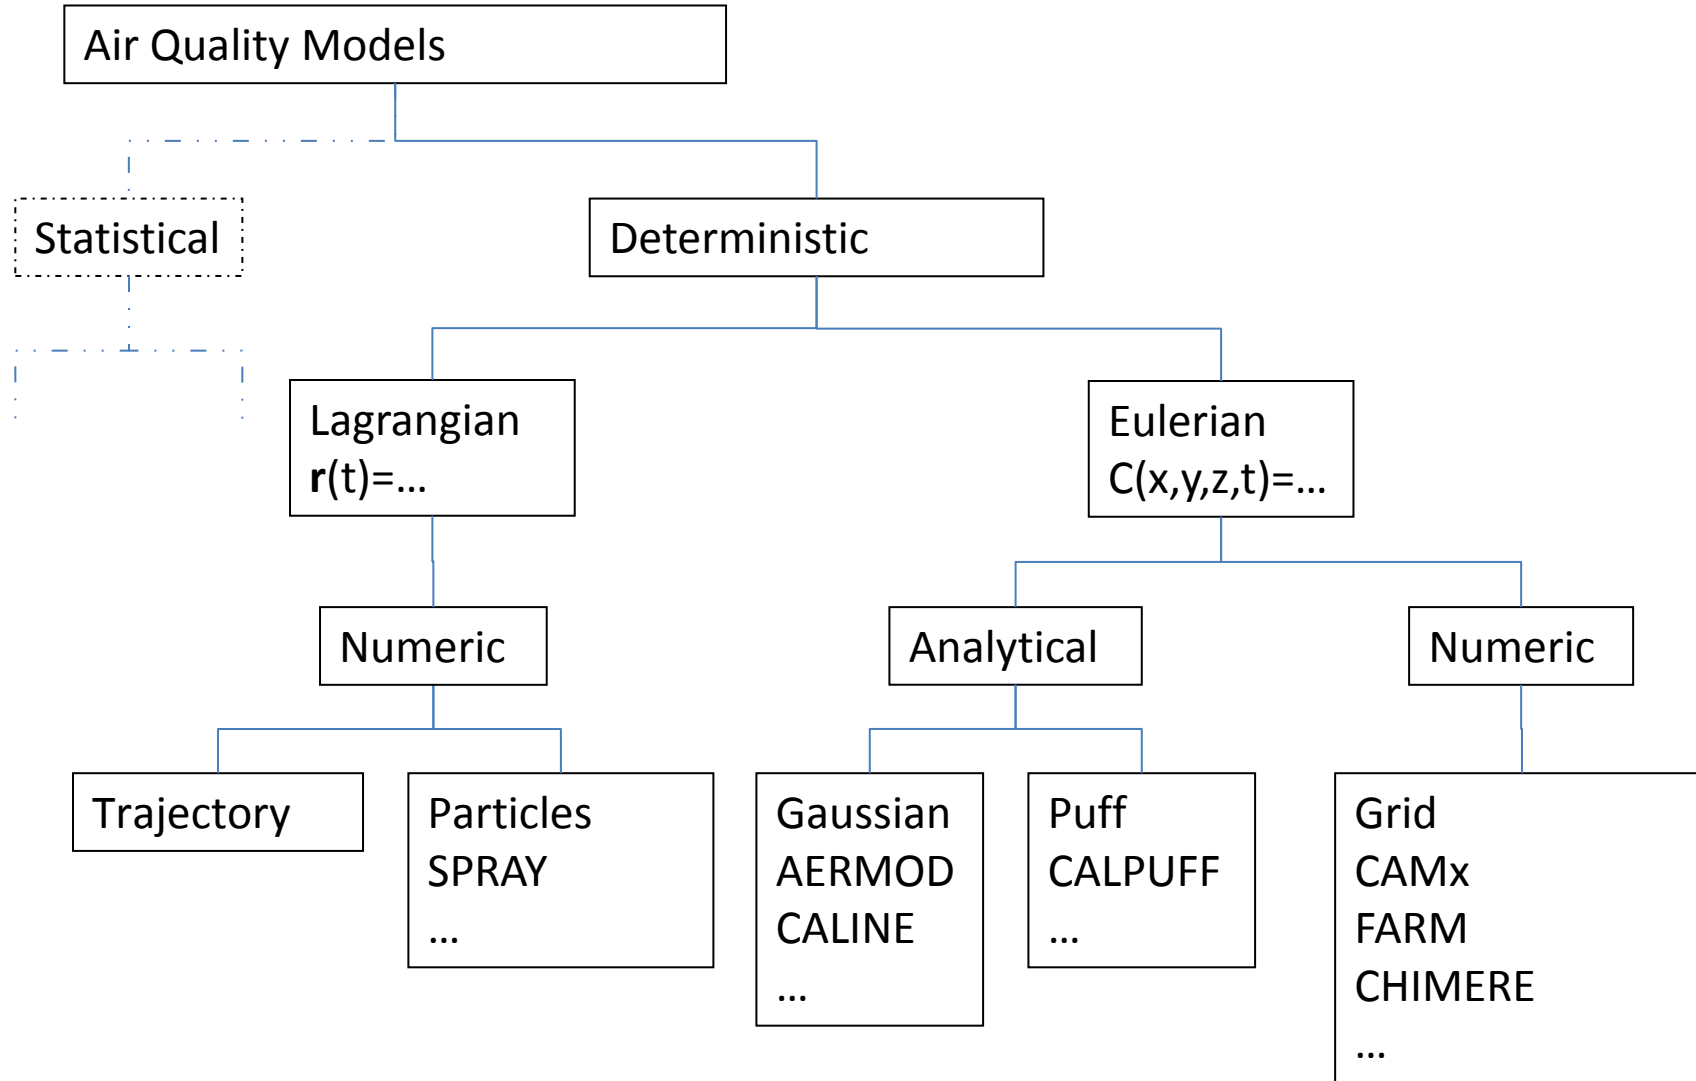 Air Quality Models
Statistical
Deterministic
Lagrangian
r(t)=...
Eulerian
C(x,y,z,t)=...
Numeric
Analytical
Numeric
Trajectory
Particles
SPRAY
...
Gaussian
AERMOD
CALINE
...
Puff
CALPUFF
...
Grid
CAMx
FARM
CHIMERE
...